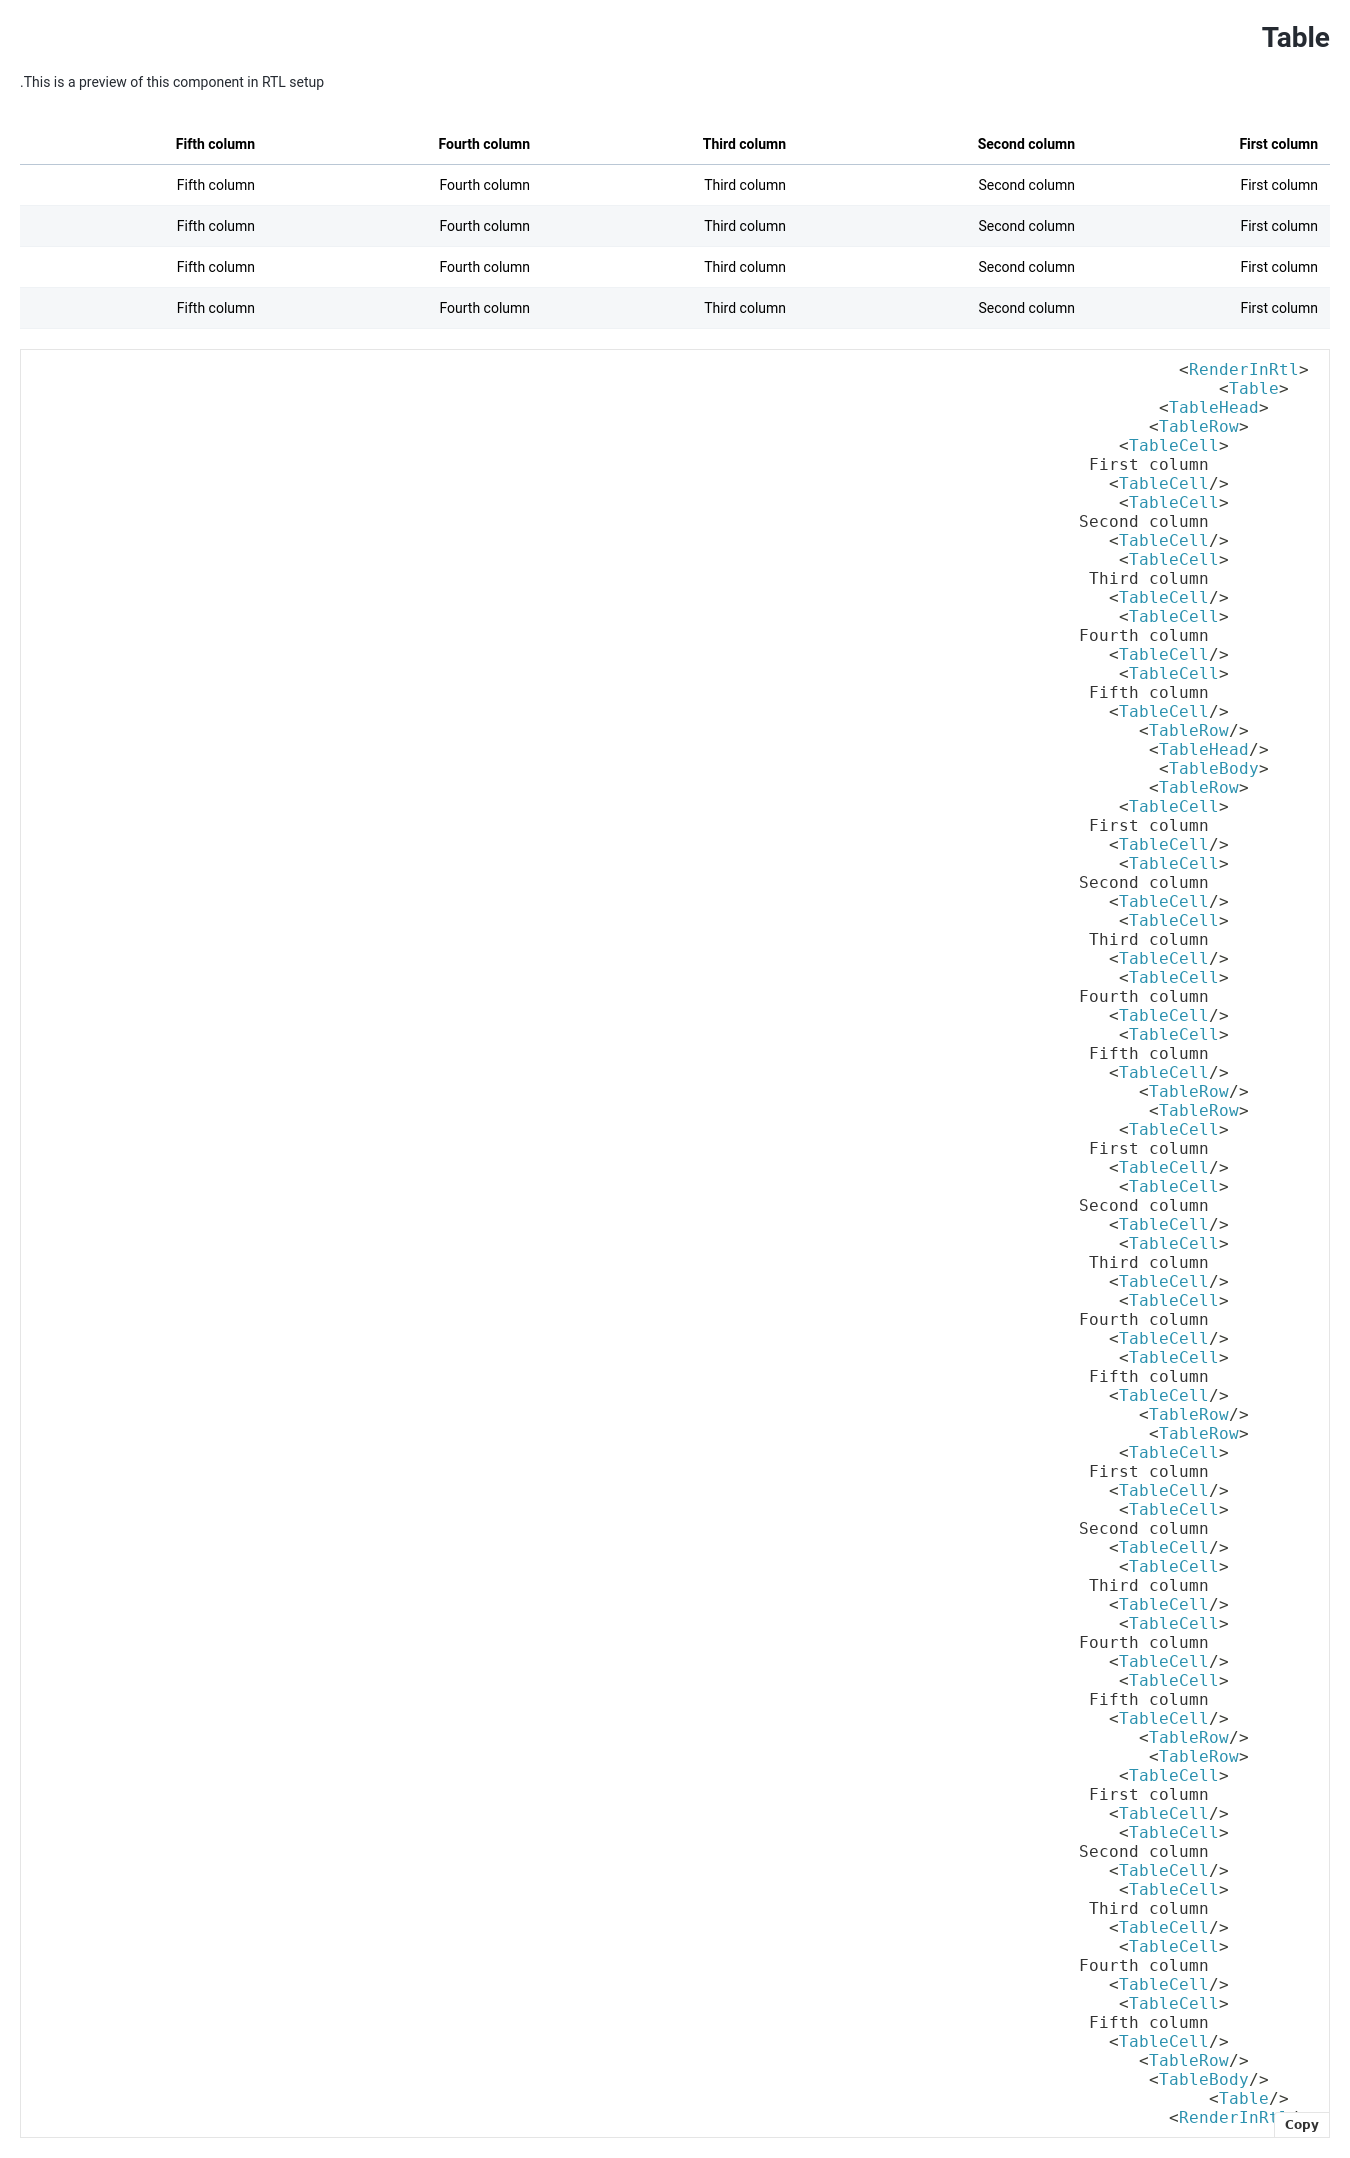 Table
.This is a preview of this component in RTL setup
Fifth column Fourth column Third column Second column First column
Fifth column Fourth column Third column Second column First column
Fifth column Fourth column Third column Second column First column
Fifth column Fourth column Third column Second column First column
Fifth column Fourth column Third column Second column First column
<RenderInRtl>
<Table>
<TableHead>
<TableRow>
<TableCell>
First column
<TableCell/>
<TableCell>
Second column
<TableCell/>
<TableCell>
Third column
<TableCell/>
<TableCell>
Fourth column
<TableCell/>
<TableCell>
Fifth column
<TableCell/>
<TableRow/>
<TableHead/>
<TableBody>
<TableRow>
<TableCell>
First column
<TableCell/>
<TableCell>
Second column
<TableCell/>
<TableCell>
Third column
<TableCell/>
<TableCell>
Fourth column
<TableCell/>
<TableCell>
Fifth column
<TableCell/>
<TableRow/>
<TableRow>
<TableCell>
First column
<TableCell/>
<TableCell>
Second column
<TableCell/>
<TableCell>
Third column
<TableCell/>
<TableCell>
Fourth column
<TableCell/>
<TableCell>
Fifth column
<TableCell/>
<TableRow/>
<TableRow>
<TableCell>
First column
<TableCell/>
<TableCell>
Second column
<TableCell/>
<TableCell>
Third column
<TableCell/>
<TableCell>
Fourth column
<TableCell/>
<TableCell>
Fifth column
<TableCell/>
<TableRow/>
<TableRow>
<TableCell>
First column
<TableCell/>
<TableCell>
Second column
<TableCell/>
<TableCell>
Third column
<TableCell/>
<TableCell>
Fourth column
<TableCell/>
<TableCell>
Fifth column
<TableCell/>
<TableRow/>
<TableBody/>
<Table/>
Copy